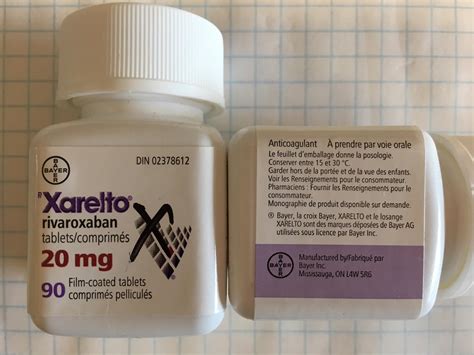 BAYER
DIN 02378612
®Xarelto®
rivaroxaban
tablets/comprimés
20 mg
90 Film-coated tablets
comprimés pelliculés
Anticoagulant À prendre par voie orale
Le feuillet d'emballage donne la posologie.
Conserver entre 15 et 30 °C.
Garder hors de la portée et de la vue des enfants.
Voir les Renseignements pour le consommateur.
Pharmacien : Fournir les Renseignements pour le
consommateur.
Monographie de produit disponible sur demande.
® Bayer, la croix Bayer, XARELTO et le losange
XARELTO sont des marques déposées de Bayer AG
utilisées sous licence par Bayer Inc.
BAYER
Manufactured by/Fabriqué par
Bayer Inc.
Mississauga, ON L4W 5R6